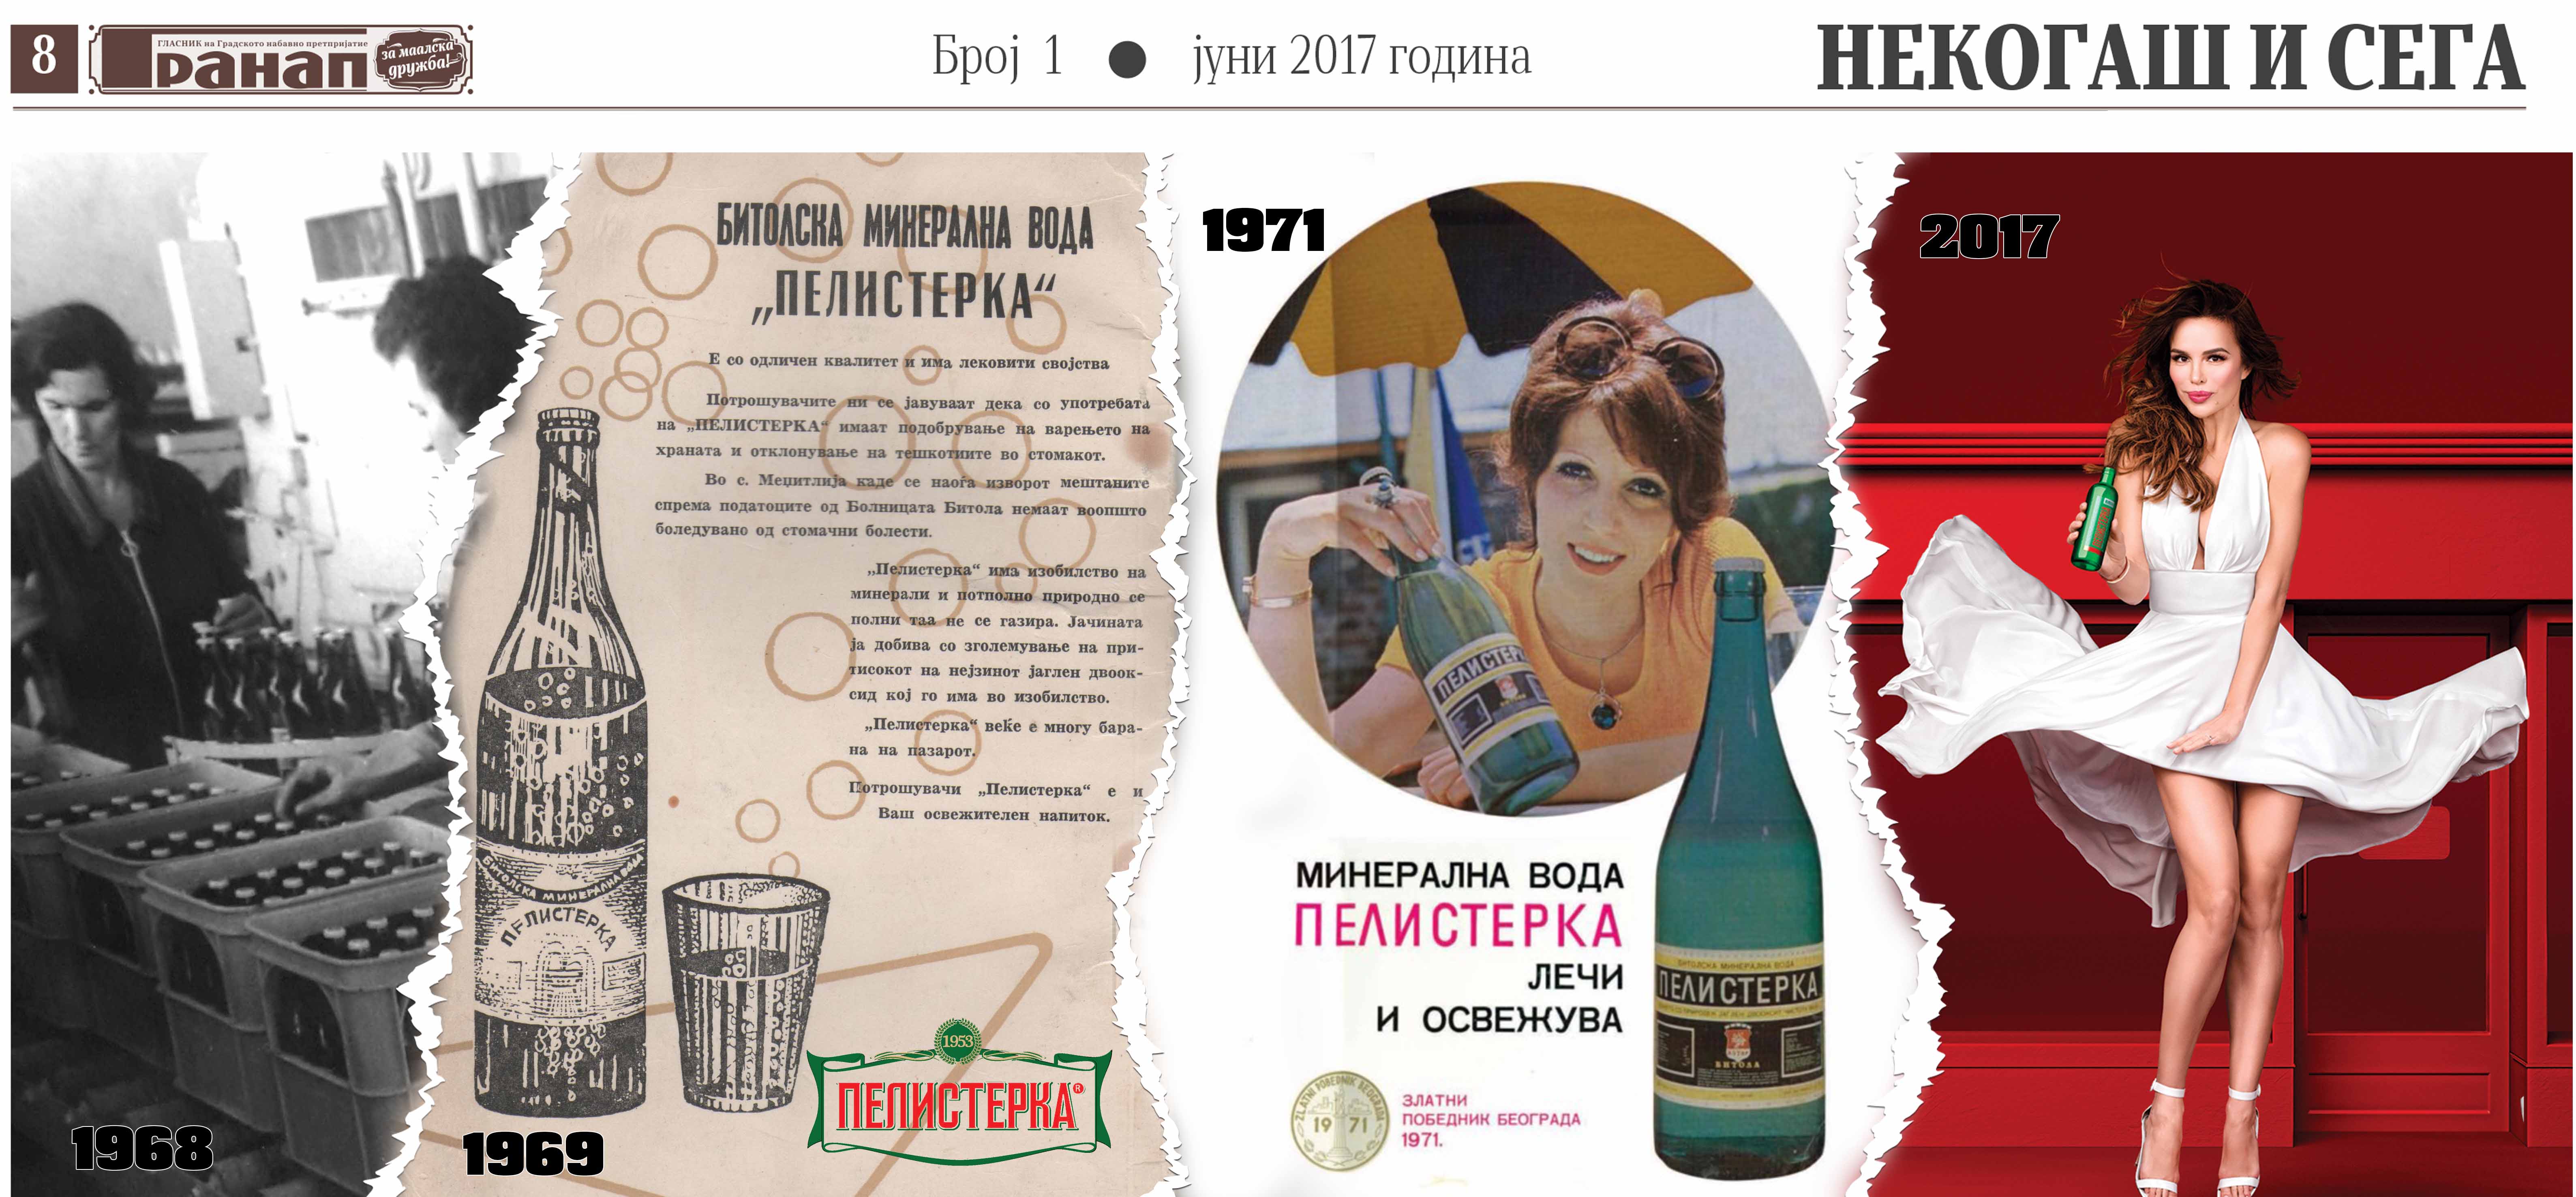 8
ГЛАСНИК на Градското набавно претпријатие
ранап
за маалска
дружба!
Број 1 ● јуни 2017 година
НЕКОГАШ И СЕГА
1968
БИТОЛСКА МИНЕРАЛНА ВОДА
„ПЕЛИСТЕРКА“
Е со одличен квалитет и има лековити својства
Потрошувачите ни се јавуваат дека со употребата
на „ПЕЛИСТЕРКА“ имаат подобрување на варењето на
храната и отклонување на тешкотиите во стомакот.
Во с. Меџитлија каде се наоѓа изворот мештаните
спрема податоците од Болницата Битола немаат воопшто
боледувано од стомачни болести.
„Пелистерка“ има изобилство на
минерали и потполно природно се
полни таа не се газира. Јачината
ја добива со зголемување на при-
тисокот на нејзинот јаглен двоок-
сид кој го има во изобилство.
„Пелистерка“ веќе е многу бара-
на на пазарот.
Потрошувачи „Пелистерка“ е и
Ваш освежителен напиток.
БИТОЛСКА МИНЕРАЛНА ВОДА
ПЕЛИСТЕРКА
1953
ПЕЛИСТЕРКА®
1969
1971
ПЕЛИСТЕРКА
МИНЕРАЛНА ВОДА
ПЕЛИСТЕРКА
ЛЕЧИ
И ОСВЕЖУВА
ZLATNI POBEDNIK BEOGRADA
1971
ЗЛАТНИ
ПОБЕДНИК БЕОГРАДА
1971.
БИТОЛСКА МИНЕРАЛНА ВОДА
ПЕЛИСТЕРКА
БИТОЛА
2017